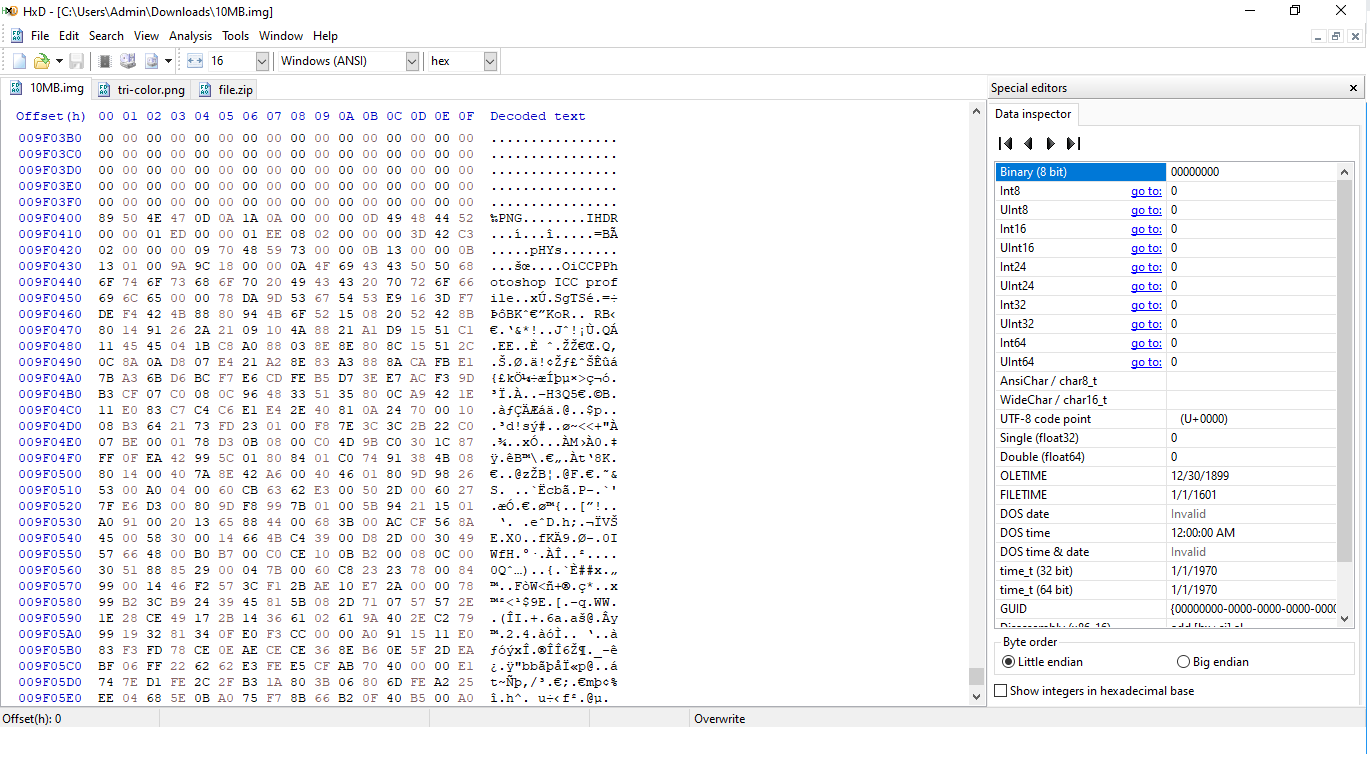 HxD - [C:\Users\Admin\Downloads\10MB.img]
File Edit Search View Analysis Tools Window Help
16 Windows (ANSI) hex
10MB.img tri-color.png file.zip
Offset(h) 00 01 02 03 04 05 06 07 08 09 0A 0B 0C 0D 0E 0F Decoded text
009F03B0 00 00 00 00 00 00 00 00 00 00 00 00 00 00 00 00 ................
009F03C0 00 00 00 00 00 00 00 00 00 00 00 00 00 00 00 00 ................
009F03D0 00 00 00 00 00 00 00 00 00 00 00 00 00 00 00 00 ................
009F03E0 00 00 00 00 00 00 00 00 00 00 00 00 00 00 00 00 ................
009F03F0 00 00 00 00 00 00 00 00 00 00 00 00 00 00 00 00 ................
009F0400 89 50 4E 47 0D 0A 1A 0A 00 00 00 0D 49 48 44 52 ‰PNG........IHDR
009F0410 00 00 01 ED 00 00 01 EE 08 02 00 00 00 3D 42 C3 ...í...î.....=BÃ
009F0420 02 00 00 00 09 70 48 59 73 00 00 0B 13 00 00 0B .....pHYs.......
009F0430 13 01 00 9A 9C 18 00 00 0A 4F 69 43 43 50 50 68 ...šœ....OiCCPPh
009F0440 6F 74 6F 73 68 6F 70 20 49 43 43 20 70 72 6F 66 otoshop ICC prof
009F0450 69 6C 65 00 00 78 DA 9D 53 67 54 53 E9 16 3D F7 ile..xÚ.SgTSé.=÷
009F0460 DE F4 42 4B 88 80 94 4B 6F 52 15 08 20 52 42 8B ÞôBKˆ€”KoR.. RB‹
009F0470 80 14 91 26 2A 21 09 10 4A 88 21 A1 D9 15 51 C1 €.‘&*!..Jˆ!¡Ù.QÁ
009F0480 11 45 45 04 1B C8 A0 88 03 8E 8E 80 8C 15 51 2C .EE..È ˆ.ŽŽ€Œ.Q,
009F0490 0C 8A 0A D8 07 E4 21 A2 8E 83 A3 88 8A CA FB E1 .Š.Ø.ä!¢Žƒ£ˆŠÊûá
009F04A0 7B A3 6B D6 BC F7 E6 CD FE B5 D7 3E E7 AC F3 9D {£kÖ¼÷æÍþµ×>ç¬ó.
009F04B0 B3 CF 07 C0 08 0C 96 48 33 51 35 80 0C A9 42 1E ³Ï.À..–H3Q5€.©B.
009F04C0 11 E0 83 C7 C4 C6 E1 E4 2E 40 81 0A 24 70 00 10 .àƒÇÄÆáä.@..$p..
009F04D0 08 B3 64 21 73 FD 23 01 00 F8 7E 3C 3C 2B 22 C0 .³d!sý#..ø~<<+"À
009F04E0 07 BE 00 01 78 D3 0B 08 00 C0 4D 9B C0 30 1C 87 .¾..xÓ...ÀM›À0.‡
009F04F0 FF 0F EA 42 99 5C 01 80 84 01 C0 74 91 38 4B 08 ÿ.êB™\.€„.Àt‘8K.
009F0500 80 14 00 40 7A 8E 42 A6 00 40 46 01 80 9D 98 26 €..@zŽB¦.@F.€.˜&
009F0510 53 00 A0 04 00 60 CB 63 62 E3 00 50 2D 00 60 27 S. ..`Ëcbã.P-.`'
009F0520 7F E6 D3 00 80 9D F8 99 7B 01 00 5B 94 21 15 01 .æÓ.€.ø™{..[”!..
009F0530 A0 91 00 20 13 65 88 44 00 68 3B 00 AC CF 56 8A ‘. .eˆD.h;.¬ÏVŠ
009F0540 45 00 58 30 00 14 66 4B C4 39 00 D8 2D 00 30 49 E.X0..fKÄ9.Ø-.0I
009F0550 57 66 48 00 B0 B7 00 C0 CE 10 0B B2 00 08 0C 00 WfH.°·.ÀÎ..²....
009F0560 30 51 88 85 29 00 04 7B 00 60 C8 23 23 78 00 84 0Qˆ…)..{.`È##x.„
009F0570 99 00 14 46 F2 57 3C F1 2B AE 10 E7 2A 00 00 78 ™..FòW<ñ+®.ç*..x
009F0580 99 B2 3C B9 24 39 45 81 5B 08 2D 71 07 57 57 2E ™²<¹$9E.[.-q.WW.
009F0590 1E 28 CE 49 17 2B 14 36 61 02 61 9A 40 2E C2 79 .(ÎI.+.6a.aš@.Ây
009F05A0 99 19 32 81 34 0F E0 F3 CC 00 00 A0 91 15 11 E0 ™.2.4.àóÌ.. ‘..à
009F05B0 83 F3 FD 78 CE 0E AE CE CE 36 8E B6 0E 5F 2D EA ƒóýxÎ.®ÎÎ6Ž¶._-ê
009F05C0 BF 06 FF 22 62 62 E3 FE E5 CF AB 70 40 00 00 E1 ¿.ÿ"bbãþåÏ«p@..á
009F05D0 74 7E D1 FE 2C 2F B3 1A 80 3B 06 80 6D FE A2 25 t~Ñþ,/³.€;.€mþ¢%
009F05E0 EE 04 68 5E 0B A0 75 F7 8B 66 B2 0F 40 B5 00 A0 î.h^. u÷‹f².@µ.
Special editors
Data inspector
Binary (8 bit) 00000000
Int8 go to: 0
UInt8 go to: 0
Int16 go to: 0
UInt16 go to: 0
Int24 go to: 0
UInt24 go to: 0
Int32 go to: 0
UInt32 go to: 0
Int64 go to: 0
UInt64 go to: 0
AnsiChar / char8_t
WideChar / char16_t
UTF-8 code point (U+0000)
Single (float32) 0
Double (float64) 0
OLETIME 12/30/1899
FILETIME 1/1/1601
DOS date Invalid
DOS time 12:00:00 AM
DOS time & date Invalid
time_t (32 bit) 1/1/1970
time_t (64 bit) 1/1/1970
GUID {00000000-0000-0000-0000-0000
Disassembly (x86-16) add [bx+si],al
Byte order
Little endian Big endian
Show integers in hexadecimal base
Offset(h): 0 Overwrite